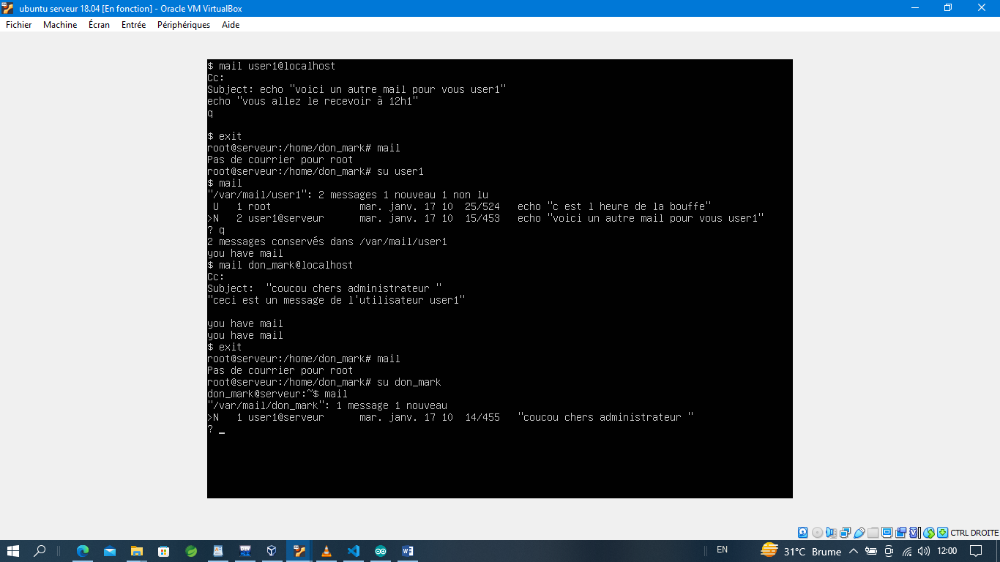 ubuntu serveur 18.04 [En fonction] - Oracle VM VirtualBox
Fichier Machine Écran Entrée Périphériques Aide
$ mail user1@localhost
Cc:
Subject: echo "voici un autre mail pour vous user1"
echo "vous allez le recevoir à 12h1"
q
$ exit
root@serveur:/home/don_mark# mail
Pas de courrier pour root
root@serveur:/home/don_mark# su user1
$ mail
"/var/mail/user1": 2 messages 1 nouveau 1 non lu
U 1 root mar. janv. 17 10 25/524 echo "c est l heure de la bouffe"
>N 2 user1@serveur mar. janv. 17 10 15/453 echo "voici un autre mail pour vous user1"
? q
2 messages conservés dans /var/mail/user1
you have mail
$ mail don_mark@localhost
Cc:
Subject: "coucou chers administrateur "
"ceci est un message de l'utilisateur user1"
you have mail
you have mail
$ exit
root@serveur:/home/don_mark# mail
Pas de courrier pour root
root@serveur:/home/don_mark# su don_mark
don_mark@serveur:~$ mail
"/var/mail/don_mark": 1 message 1 nouveau
>N 1 user1@serveur mar. janv. 17 10 14/455 "coucou chers administrateur "
? _
CTRL DROITE
EN 31°C Brume 12:00